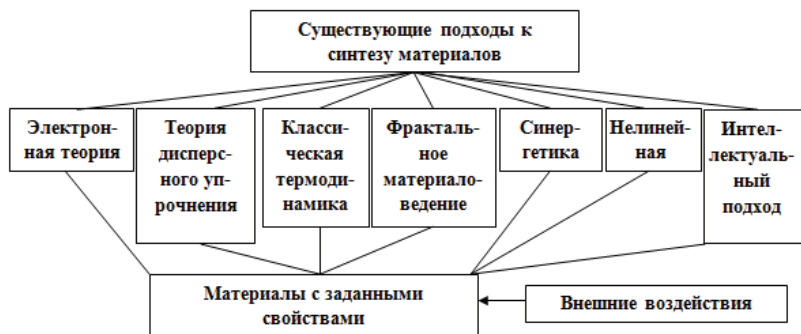 Существующие подходы к
синтезу материалов
Электрон-
ная теория
Теория
дисперс-
ного уп-
рочнения
Класси-
ческая
термоди-
намика
Фракталь-
ное
материало-
ведение
Синер-
гетика
Нелиней-
ная
Интел-
лектуаль-
ный
подход
Материалы с заданными
свойствами
Внешние воздействия